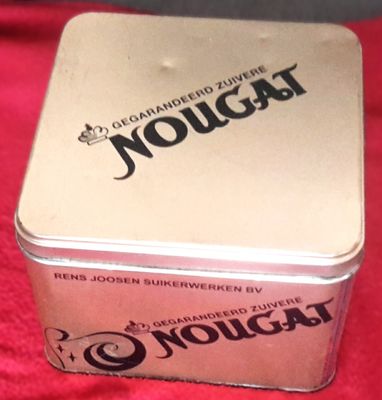 GEGARANDEERD ZUIVERE
NOUGAT
RENS JOOSEN SUIKERWERKEN BV
GEGARANDEERD ZUIVERE
NOUGAT